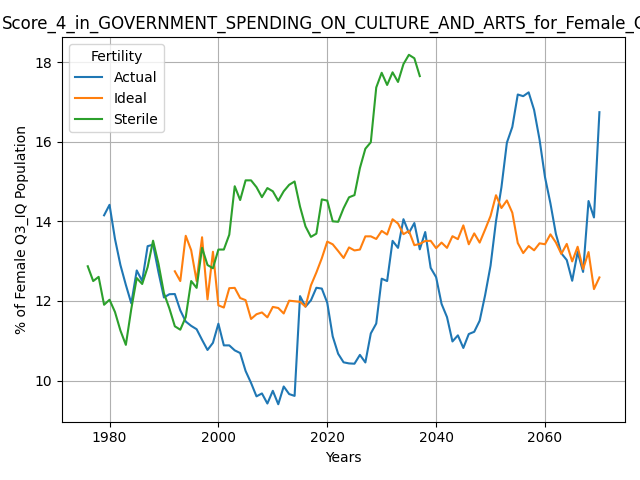 Score_4_in_GOVERNMENT_SPENDING_ON_CULTURE_AND_ARTS_for_Female_
Fertility
Actual
Ideal
Sterile
% of Female Q3_IQ Population
18
16
14
12
10
1980
2000
2020
2040
2060
Years